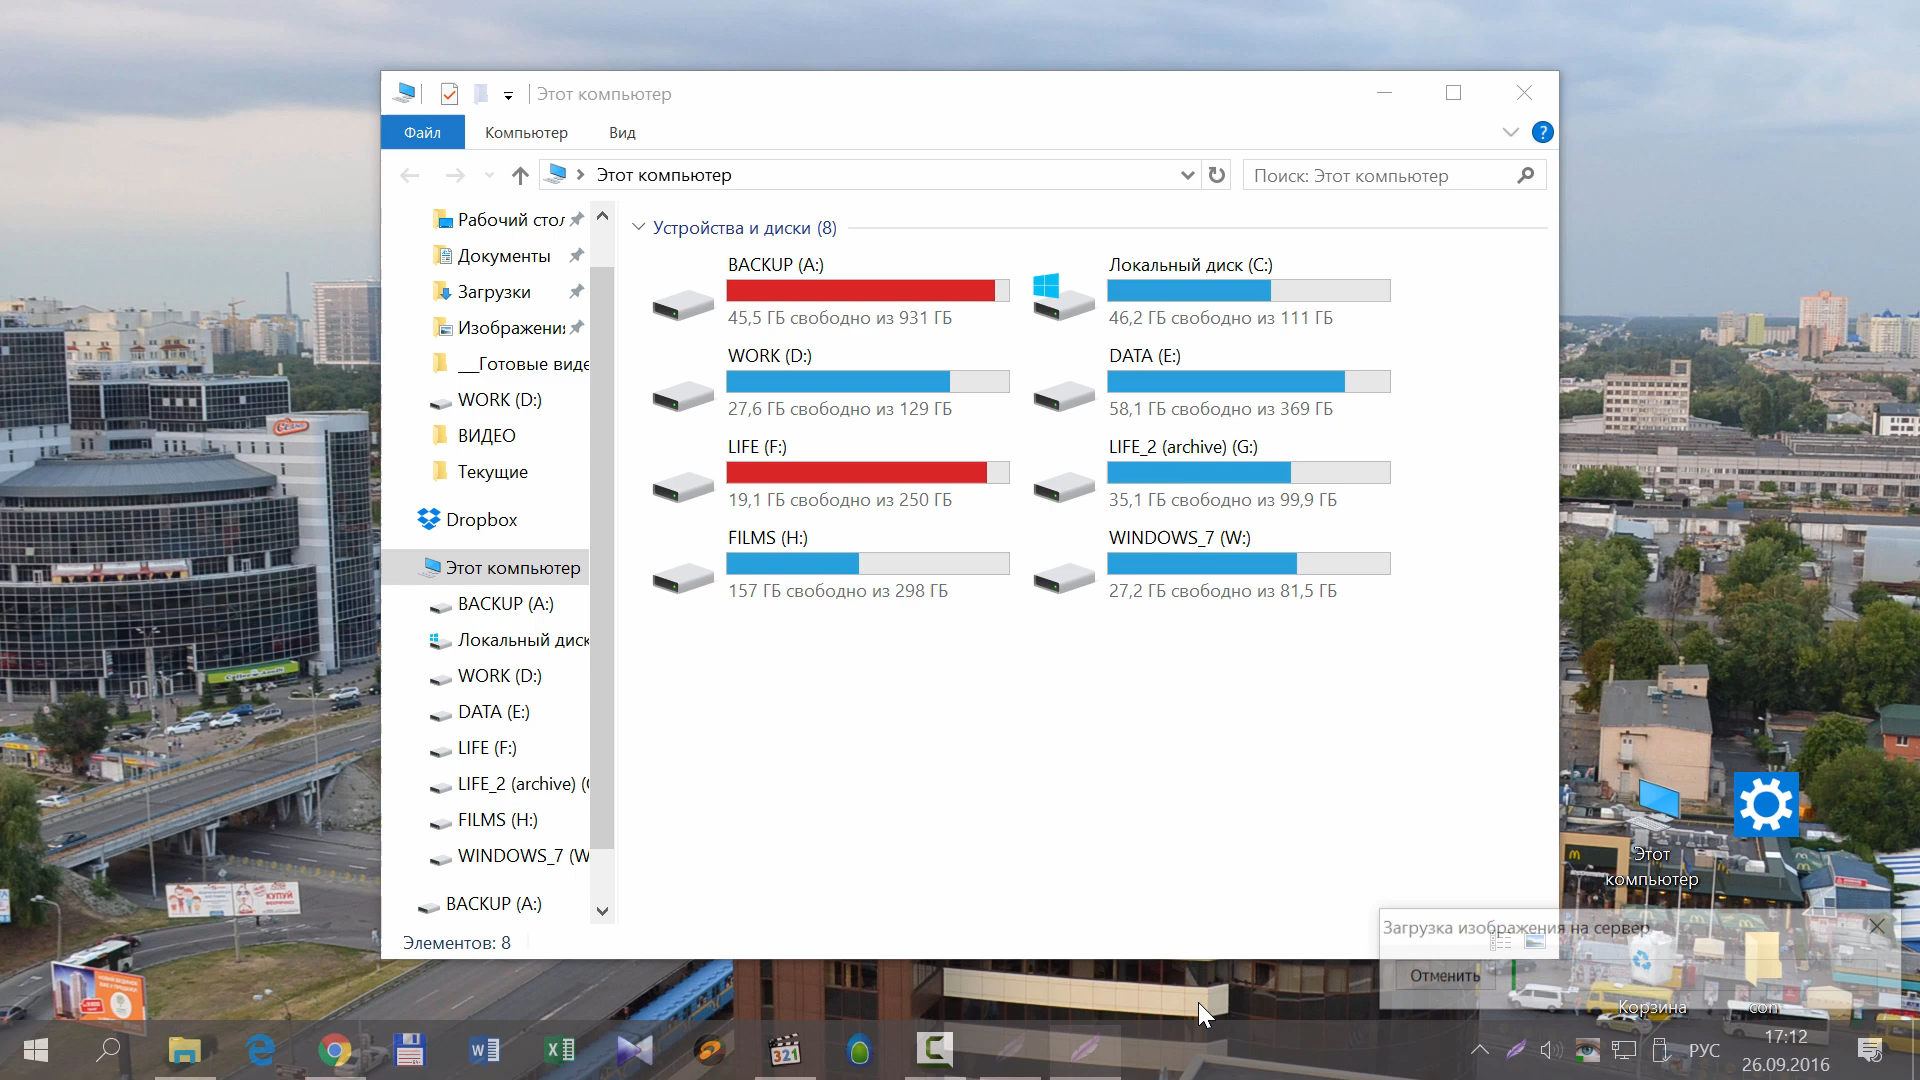 Этот компьютер
Файл
Компьютер
Вид
?
Этот компьютер
Поиск: Этот компьютер
Рабочий стол
Документы
Загрузки
Изображения
___Готовые виде
WORK (D:)
ВИДЕО
Текущие
Dropbox
Этот компьютер
BACKUP (A:)
Локальный диск
WORK (D:)
DATA (E:)
LIFE (F:)
LIFE_2 (archive) (
FILMS (H:)
WINDOWS_7 (W
BACKUP (A:)
Элементов: 8
Устройства и диски (8)
BACKUP (A:)
45,5 ГБ свободно из 931 ГБ
Локальный диск (C:)
46,2 ГБ свободно из 111 ГБ
WORK (D:)
27,6 ГБ свободно из 129 ГБ
DATA (E:)
58,1 ГБ свободно из 369 ГБ
LIFE (F:)
19,1 ГБ свободно из 250 ГБ
LIFE_2 (archive) (G:)
35,1 ГБ свободно из 99,9 ГБ
FILMS (H:)
157 ГБ свободно из 298 ГБ
WINDOWS_7 (W:)
27,2 ГБ свободно из 81,5 ГБ
Этот
компьютер
Загрузка изображения на сервер
Отменить
Корзина
con
КУПУЙ
321
РУС
17:12
26.09.2016